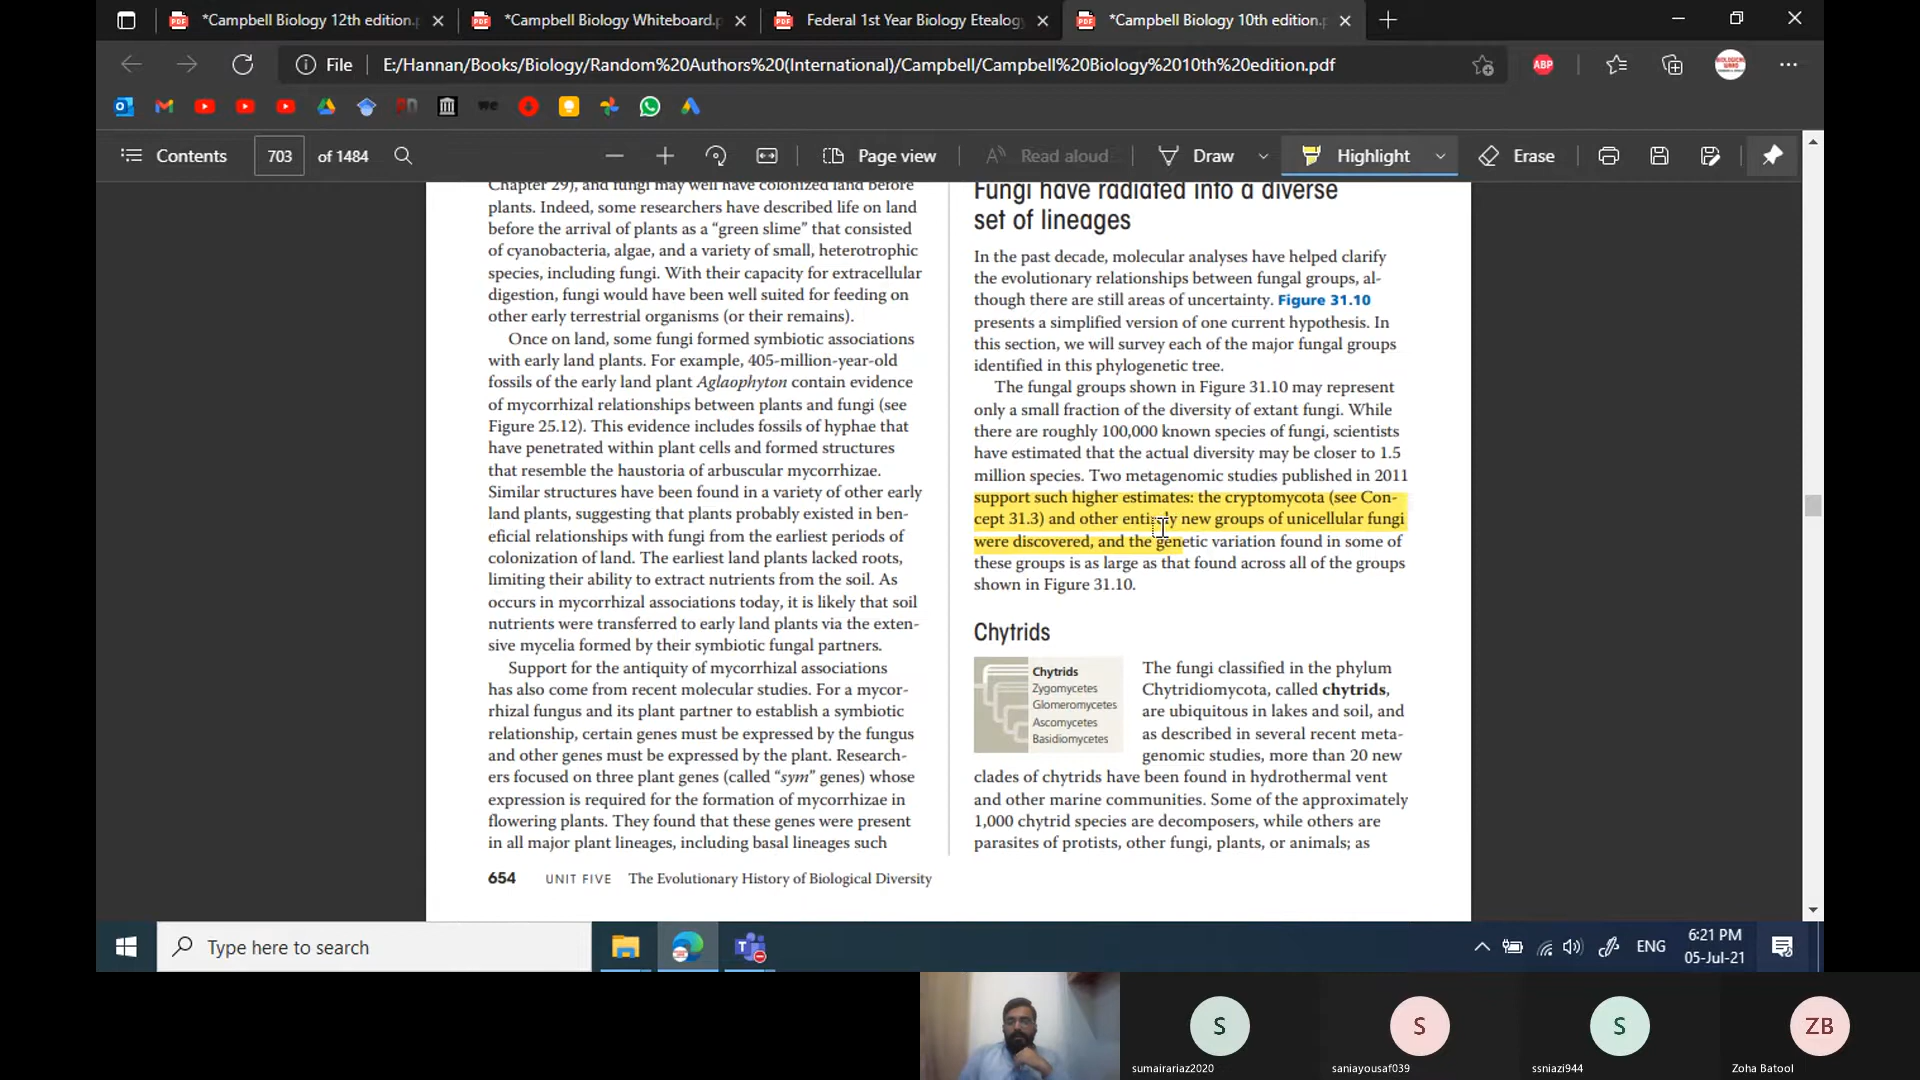 *Campbell Biology 12th edition.p
*Campbell Biology Whiteboard.p
Federal 1st Year Biology Etealogy
*Campbell Biology 10th edition.p
File
E:/Hannan/Books/Biology/Random%20Authors%20(International)/Campbell/Campbell%20Biology%2010th%20edition.pdf
ABP
we
Contents
703
of 1484
Page view
Read aloud
Draw
Highlight
Erase
Chapter 29), and fungi may well have colonized land before
plants. Indeed, some researchers have described life on land
before the arrival of plants as a “green slime” that consisted
of cyanobacteria, algae, and a variety of small, heterotrophic
species, including fungi. With their capacity for extracellular
digestion, fungi would have been well suited for feeding on
other early terrestrial organisms (or their remains).
Once on land, some fungi formed symbiotic associations
with early land plants. For example, 405-million-year-old
fossils of the early land plant Aglaophyton contain evidence
of mycorrhizal relationships between plants and fungi (see
Figure 25.12). This evidence includes fossils of hyphae that
have penetrated within plant cells and formed structures
that resemble the haustoria of arbuscular mycorrhizae.
Similar structures have been found in a variety of other early
land plants, suggesting that plants probably existed in ben-
eficial relationships with fungi from the earliest periods of
colonization of land. The earliest land plants lacked roots,
limiting their ability to extract nutrients from the soil. As
occurs in mycorrhizal associations today, it is likely that soil
nutrients were transferred to early land plants via the exten-
sive mycelia formed by their symbiotic fungal partners.
Support for the antiquity of mycorrhizal associations
has also come from recent molecular studies. For a mycor-
rhizal fungus and its plant partner to establish a symbiotic
relationship, certain genes must be expressed by the fungus
and other genes must be expressed by the plant. Research-
ers focused on three plant genes (called “sym” genes) whose
expression is required for the formation of mycorrhizae in
flowering plants. They found that these genes were present
in all major plant lineages, including basal lineages such
Fungi have radiated into a diverse
set of lineages
In the past decade, molecular analyses have helped clarify
the evolutionary relationships between fungal groups, al-
though there are still areas of uncertainty. Figure 31.10
presents a simplified version of one current hypothesis. In
this section, we will survey each of the major fungal groups
identified in this phylogenetic tree.
The fungal groups shown in Figure 31.10 may represent
only a small fraction of the diversity of extant fungi. While
there are roughly 100,000 known species of fungi, scientists
have estimated that the actual diversity may be closer to 1.5
million species. Two metagenomic studies published in 2011
support such higher estimates: the cryptomycota (see Con-
cept 31.3) and other entirely new groups of unicellular fungi
were discovered, and the genetic variation found in some of
these groups is as large as that found across all of the groups
shown in Figure 31.10.
Chytrids
Chytrids
Zygomycetes
Glomeromycetes
Ascomycetes
Basidiomycetes
The fungi classified in the phylum
Chytridiomycota, called chytrids,
are ubiquitous in lakes and soil, and
as described in several recent meta-
genomic studies, more than 20 new
clades of chytrids have been found in hydrothermal vent
and other marine communities. Some of the approximately
1,000 chytrid species are decomposers, while others are
parasites of protists, other fungi, plants, or animals; as
654 UNIT FIVE The Evolutionary History of Biological Diversity
Type here to search
ENG
6:21 PM
05-Jul-21
S
S
S
ZB
sumairariaz2020
saniayousaf039
ssniazi944
Zoha Batool